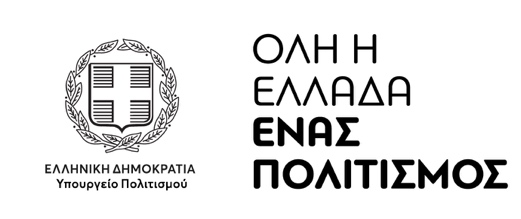 ΕΛΛΗΝΙΚΗ ΔΗΜΟΚΡΑΤΙΑ
Υπουργείο Πολιτισμού
ΟΛΗ Η
ΕΛΛΑΔΑ
ΕΝΑΣ
ΠΟΛΙΤΙΣΜΟΣ